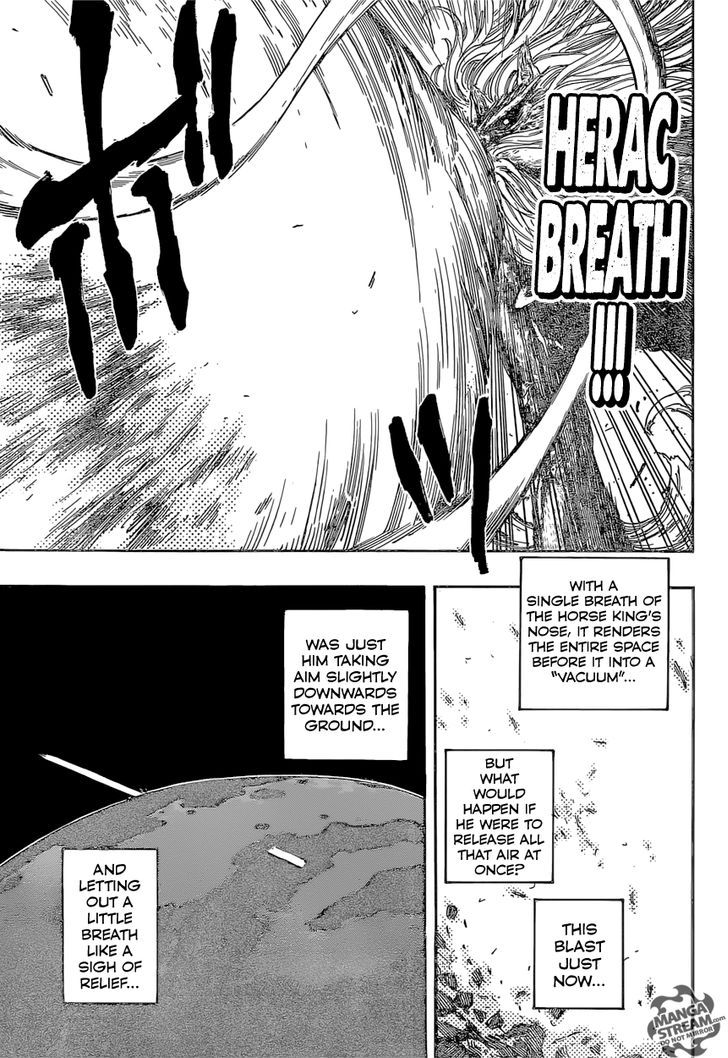 HERAC
BREATH
!!!
WITH A
SINGLE BREATH OF
THE HORSE KING'S
NOSE, IT RENDERS
THE ENTIRE SPACE
BEFORE IT INTO A
"VACUUM"...
BUT
WHAT
WOULD
HAPPEN IF
HE WERE TO
RELEASE ALL
THAT AIR AT
ONCE?
THIS
BLAST
JUST
NOW...
WAS JUST
HIM TAKING
AIM SLIGHTLY
DOWNWARDS
TOWARDS THE
GROUND...
AND
LETTING
OUT A
LITTLE
BREATH
LIKE A
SIGH OF
RELIEF...
MANGA
STREAM.com
DO NOT MIRROR